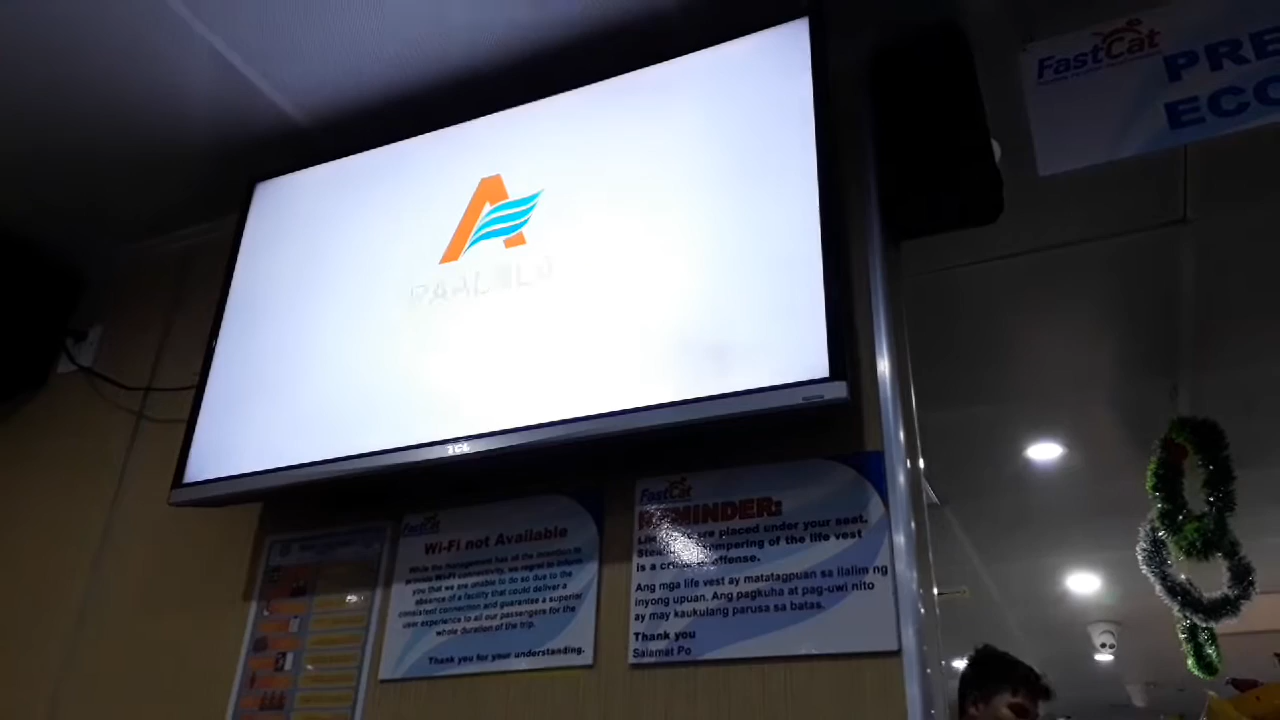 FastCat
PRE
ECO
PAALALA
TCL
FastCat
Wi-Fi not Available
While the management has all the intention to
provide Wi-Fi connectivity, we regret to inform
you that we are unable to do so due to the
absence of a facility that could deliver a
consistent connection and guarantee a superior
user experience to all our passengers for the
whole duration of the trip.
Thank you for your understanding.
FastCat
REMINDER:
are placed under your seat.
tampering of the life vest
is a offense.
Ang mga life vest ay matatagpuan sa ilalim ng
inyong upuan. Ang pagkuha at pag-uwi nito
ay may kaukulang parusa sa batas.
Thank you
Salamat Po